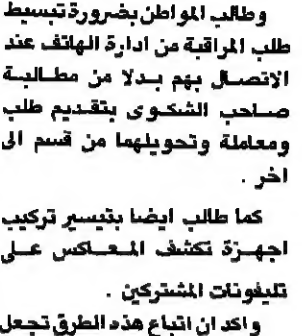 وطالب المواطن بضرورة تبسيط
طلب المراقبة من ادارة الهاتف عند
الاتصال بهم بدلا من مطالبة
صاحب الشكوى بتقديم طلب
ومعاملة وتحويلهما من قسم الى
اخر .
كما طالب ايضا بتيسير تركيب
اجهزة تكشف المعاكس على
تليفونات المشتركين .
واكد ان اتباع هذه الطرق تجعل